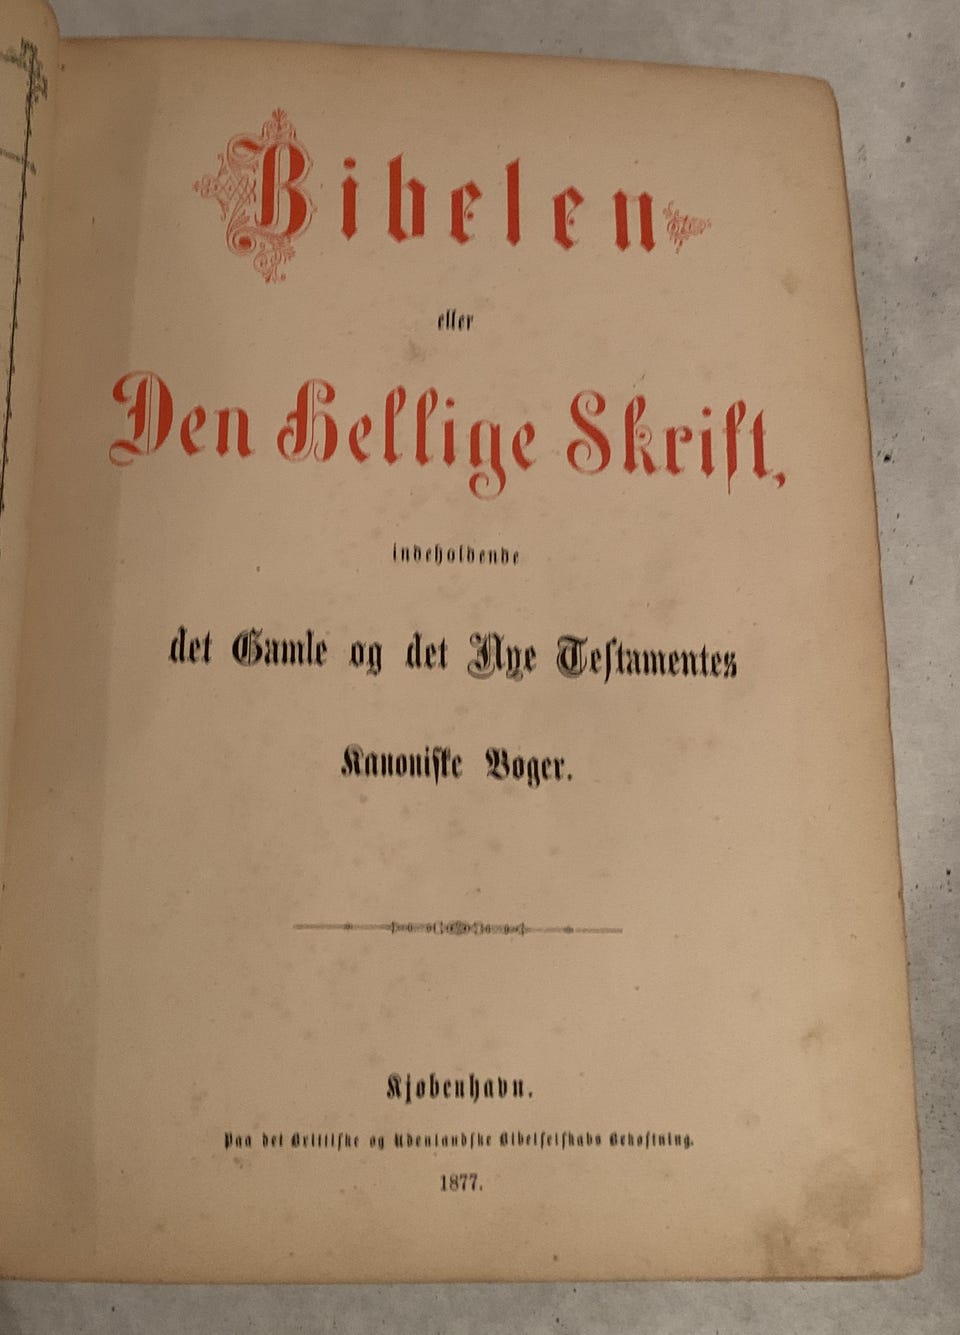 Bibelen
eller
Den Hellige Skrift,
indeholdende
det Gamle og det Nye Testamentes
Kanoniske Bøger.
Kjøbenhavn.
Paa det Brittiske og Udenlandske Bibelselskabs Bekostning.
1877.